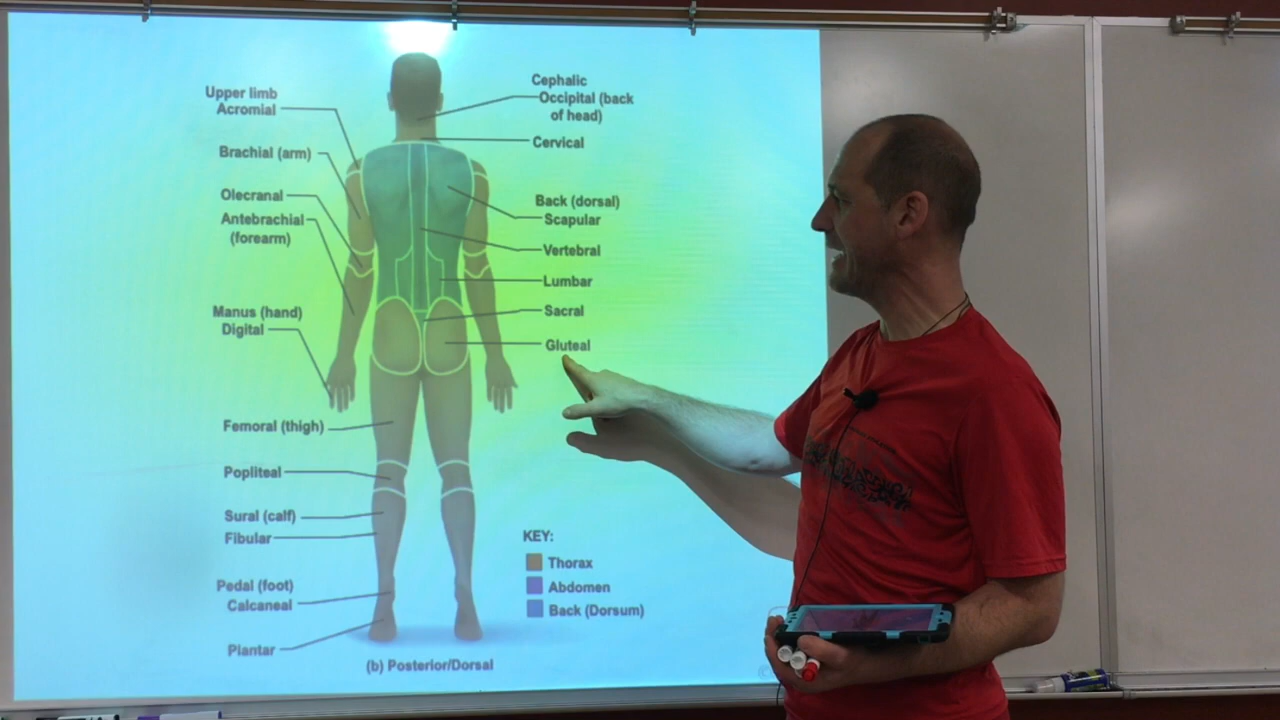 Upper limb
Acromial
Brachial (arm)
Olecranal
Antebrachial
(forearm)
Manus (hand)
Digital
Femoral (thigh)
Popliteal
Sural (calf)
Fibular
Pedal (foot)
Calcaneal
Plantar
Cephalic
Occipital (back
of head)
Cervical
Back (dorsal)
Scapular
Vertebral
Lumbar
Sacral
Gluteal
KEY:
Thorax
Abdomen
Back (Dorsum)
(b) Posterior/Dorsal